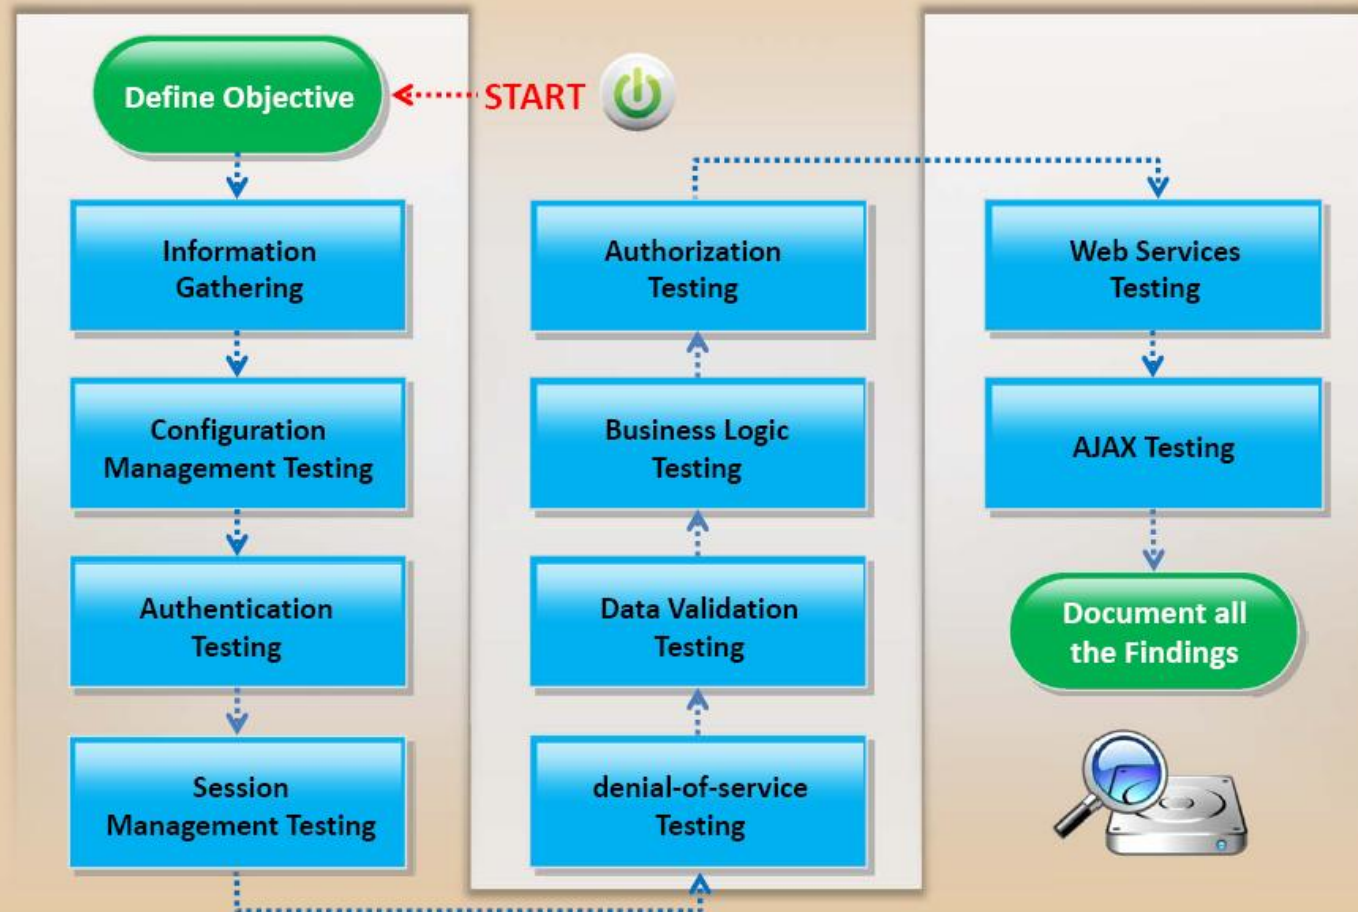 START
Define Objective
Information
Gathering
Configuration
Management Testing
Authentication
Testing
Session
Management Testing
denial-of-service
Testing
Data Validation
Testing
Business Logic
Testing
Authorization
Testing
Web Services
Testing
AJAX Testing
Document all
the Findings